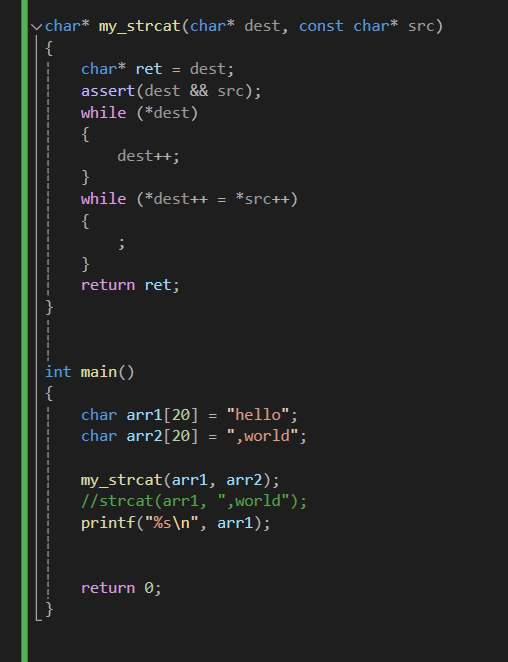 char* my_strcat(char* dest, const char* src)
{
    char* ret = dest;
    assert(dest && src);
    while (*dest)
    {
        dest++;
    }
    while (*dest++ = *src++)
    {
        ;
    }
    return ret;
}
int main()
{
    char arr1[20] = "hello";
    char arr2[20] = ",world";
    my_strcat(arr1, arr2);
    //strcat(arr1, ",world");
    printf("%s\n", arr1);
    return 0;
}